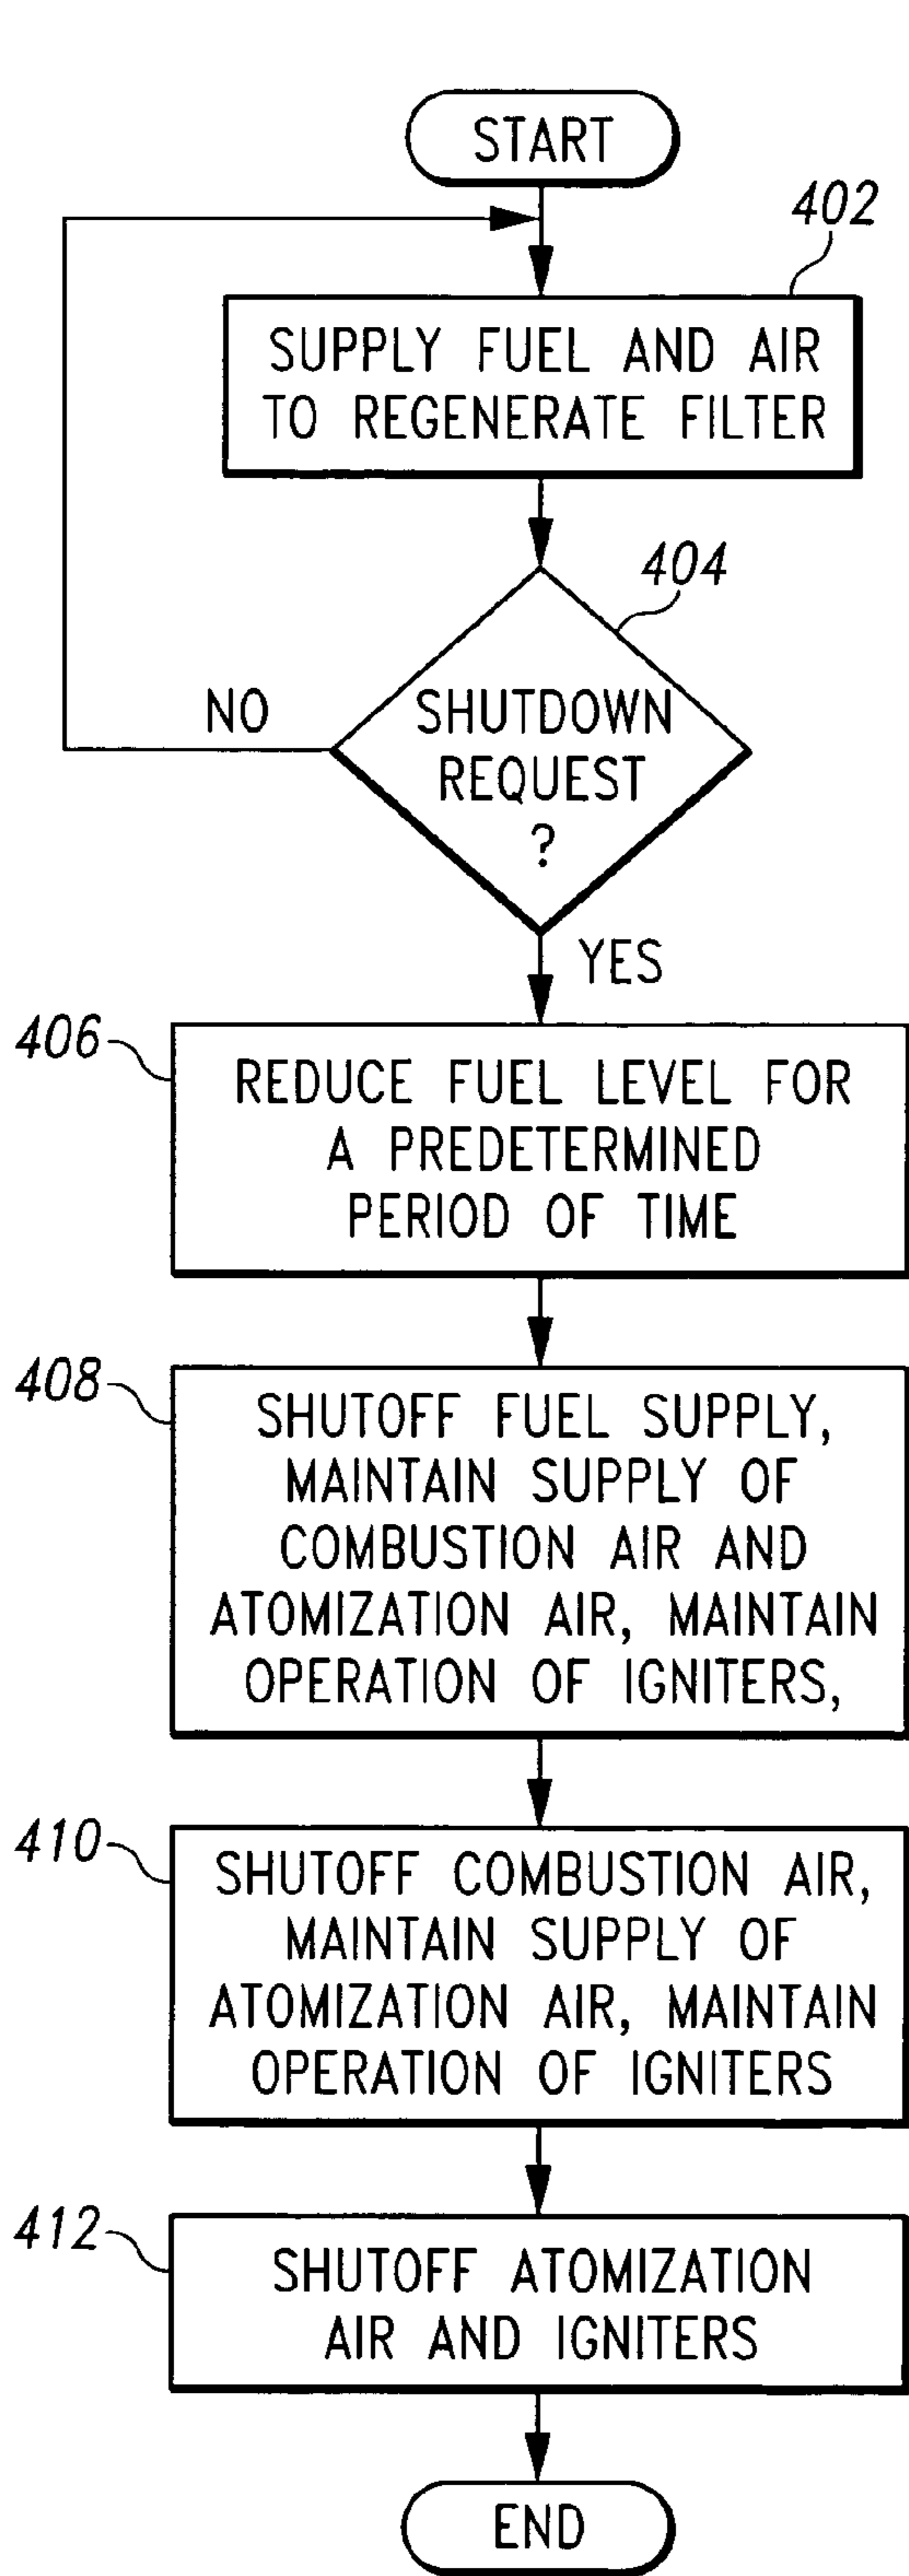 START
402
SUPPLY FUEL AND AIR
TO REGENERATE FILTER
404
SHUTDOWN
REQUEST
?
NO
YES
406
REDUCE FUEL LEVEL FOR
A PREDETERMINED
PERIOD OF TIME
408
SHUTOFF FUEL SUPPLY,
MAINTAIN SUPPLY OF
COMBUSTION AIR AND
ATOMIZATION AIR, MAINTAIN
OPERATION OF IGNITERS,
410
SHUTOFF COMBUSTION AIR,
MAINTAIN SUPPLY OF
ATOMIZATION AIR, MAINTAIN
OPERATION OF IGNITERS
412
SHUTOFF ATOMIZATION
AIR AND IGNITERS
END